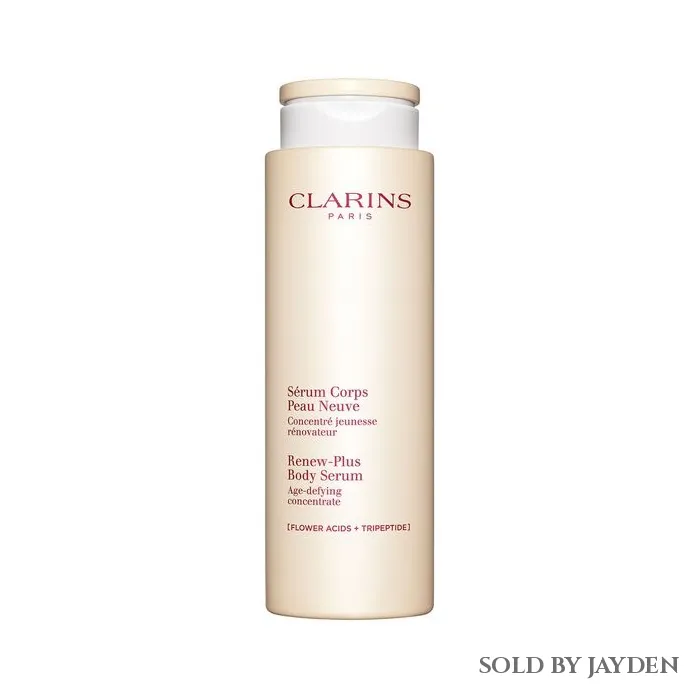 CLARINS
PARIS
Sérum Corps
Peau Neuve
Concentré jeunesse
rénovateur
Renew-Plus
Body Serum
Age-defying
concentrate
[FLOWER ACIDS + TRIPEPTIDE]
SOLD BY JAYDEN